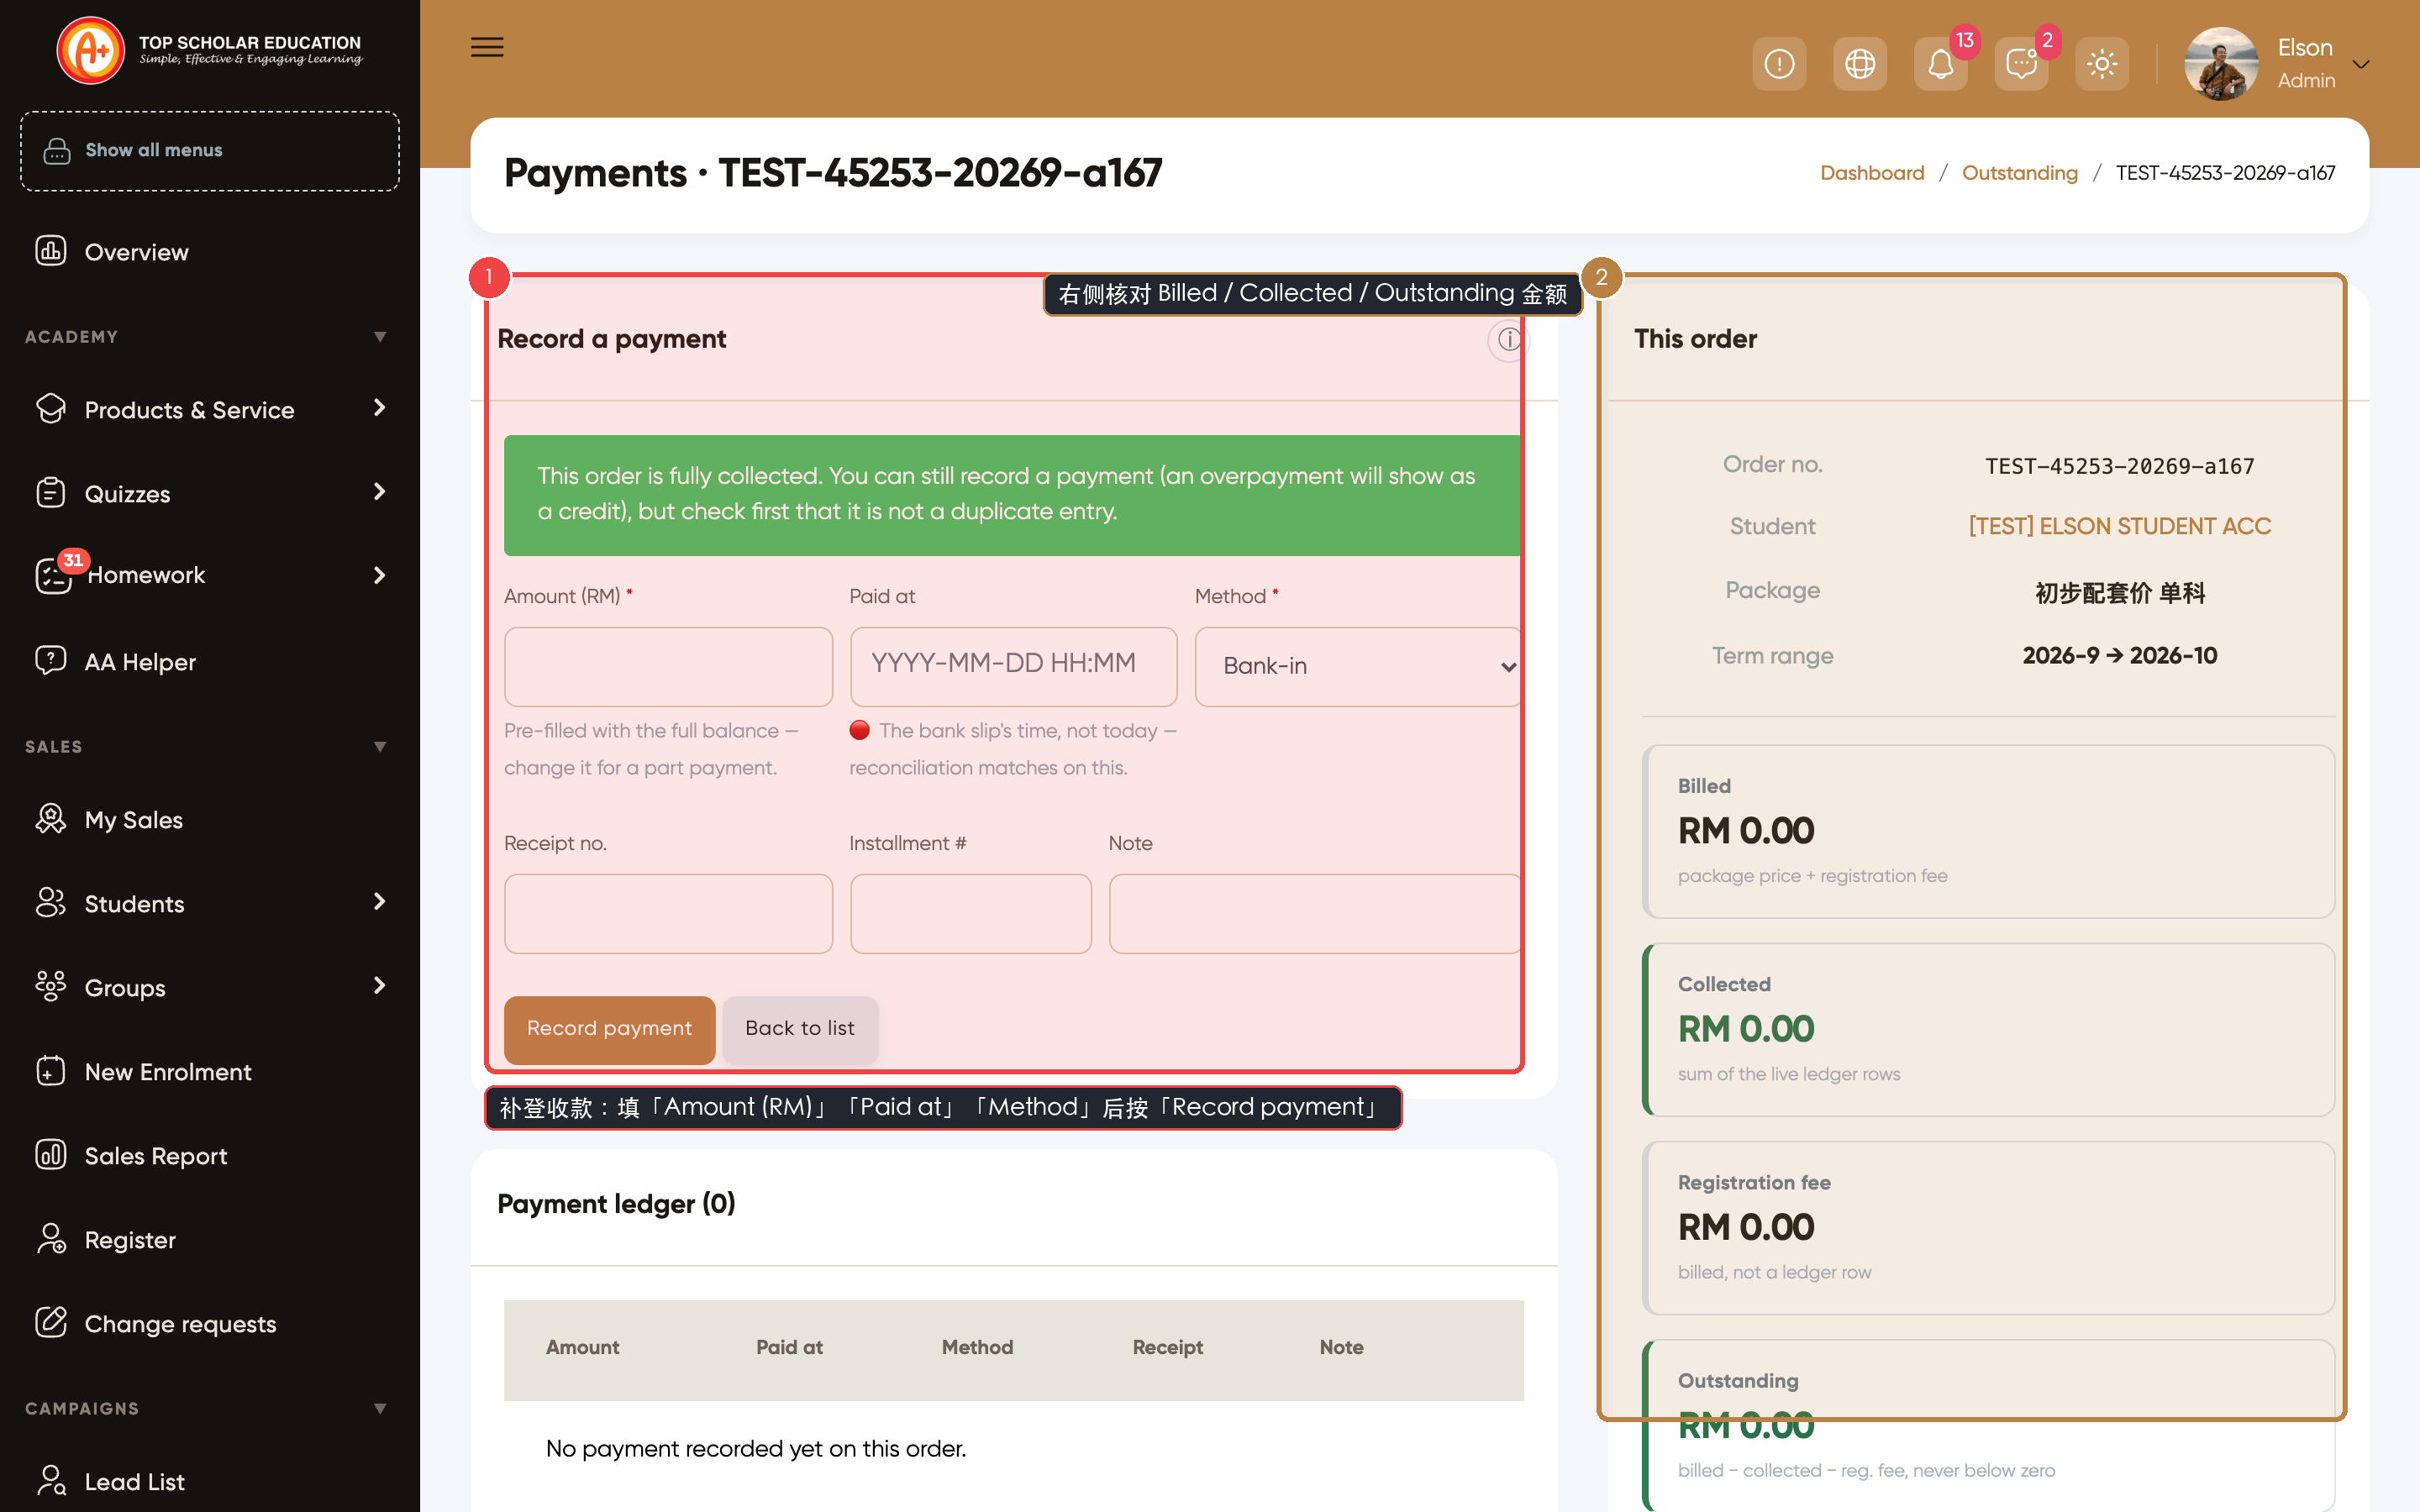 TOP SCHOLAR EDUCATION
Simple, Effective & Engaging Learning
Show all menus
Overview
ACADEMY
Products & Service
Quizzes
31
Homework
AA Helper
SALES
My Sales
Students
Groups
New Enrolment
Sales Report
Register
Change requests
CAMPAIGNS
Lead List
13
2
Elson
Admin
Payments · TEST-45253-20269-a167
Dashboard / Outstanding / TEST-45253-20269-a167
1
右侧核对 Billed / Collected / Outstanding 金额
2
Record a payment
This order is fully collected. You can still record a payment (an overpayment will show as
a credit), but check first that it is not a duplicate entry.
Amount (RM) *
Paid at
Method *
YYYY-MM-DD HH:MM
Bank-in
Pre-filled with the full balance —
change it for a part payment.
The bank slip's time, not today —
reconciliation matches on this.
Receipt no.
Installment #
Note
Record payment
Back to list
补登收款：填「Amount (RM)」「Paid at」「Method」后按「Record payment」
Payment ledger (0)
Amount Paid at Method Receipt Note
No payment recorded yet on this order.
This order
Order no. TEST-45253-20269-a167
Student [TEST] ELSON STUDENT ACC
Package 初步配套价 单科
Term range 2026-9 → 2026-10
Billed
RM 0.00
package price + registration fee
Collected
RM 0.00
sum of the live ledger rows
Registration fee
RM 0.00
billed, not a ledger row
Outstanding
RM 0.00
billed − collected − reg. fee, never below zero